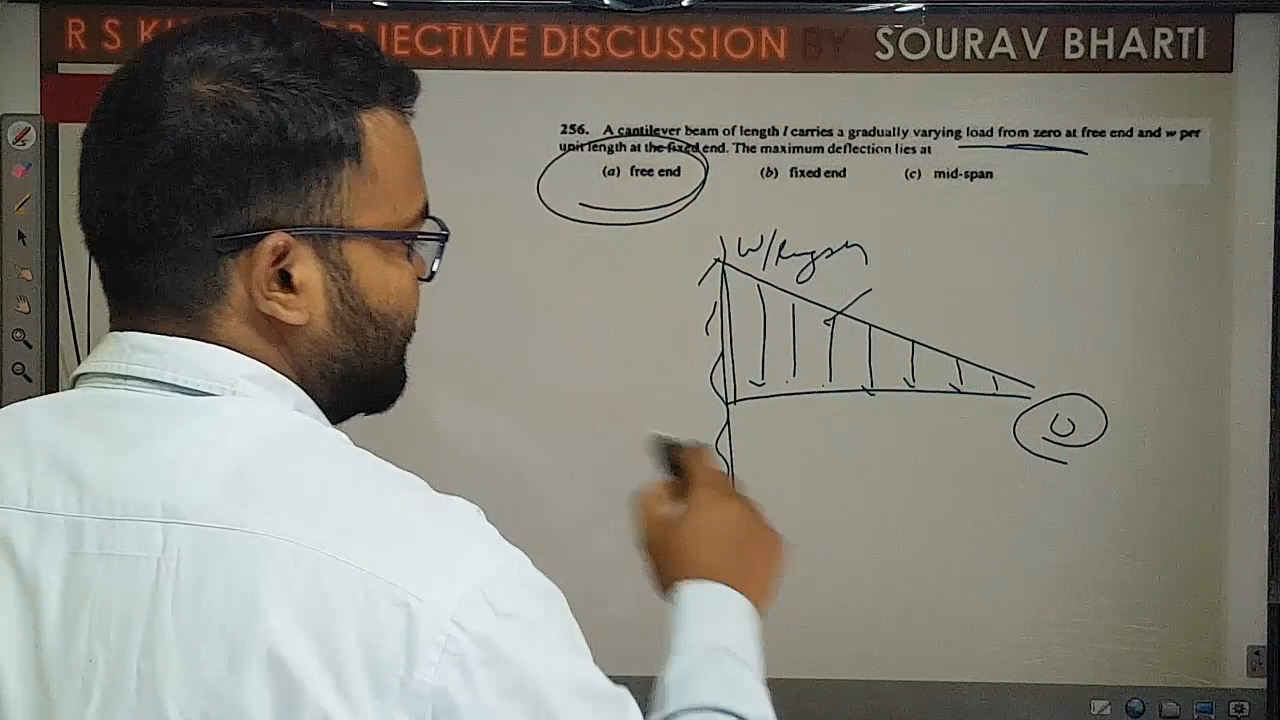 R S K JECTIVE DISCUSSION BY SOURAV BHARTI
256. A cantilever beam of length l carries a gradually varying load from zero at free end and w per
unit length at the fixed end. The maximum deflection lies at
(a) free end (b) fixed end (c) mid-span
0